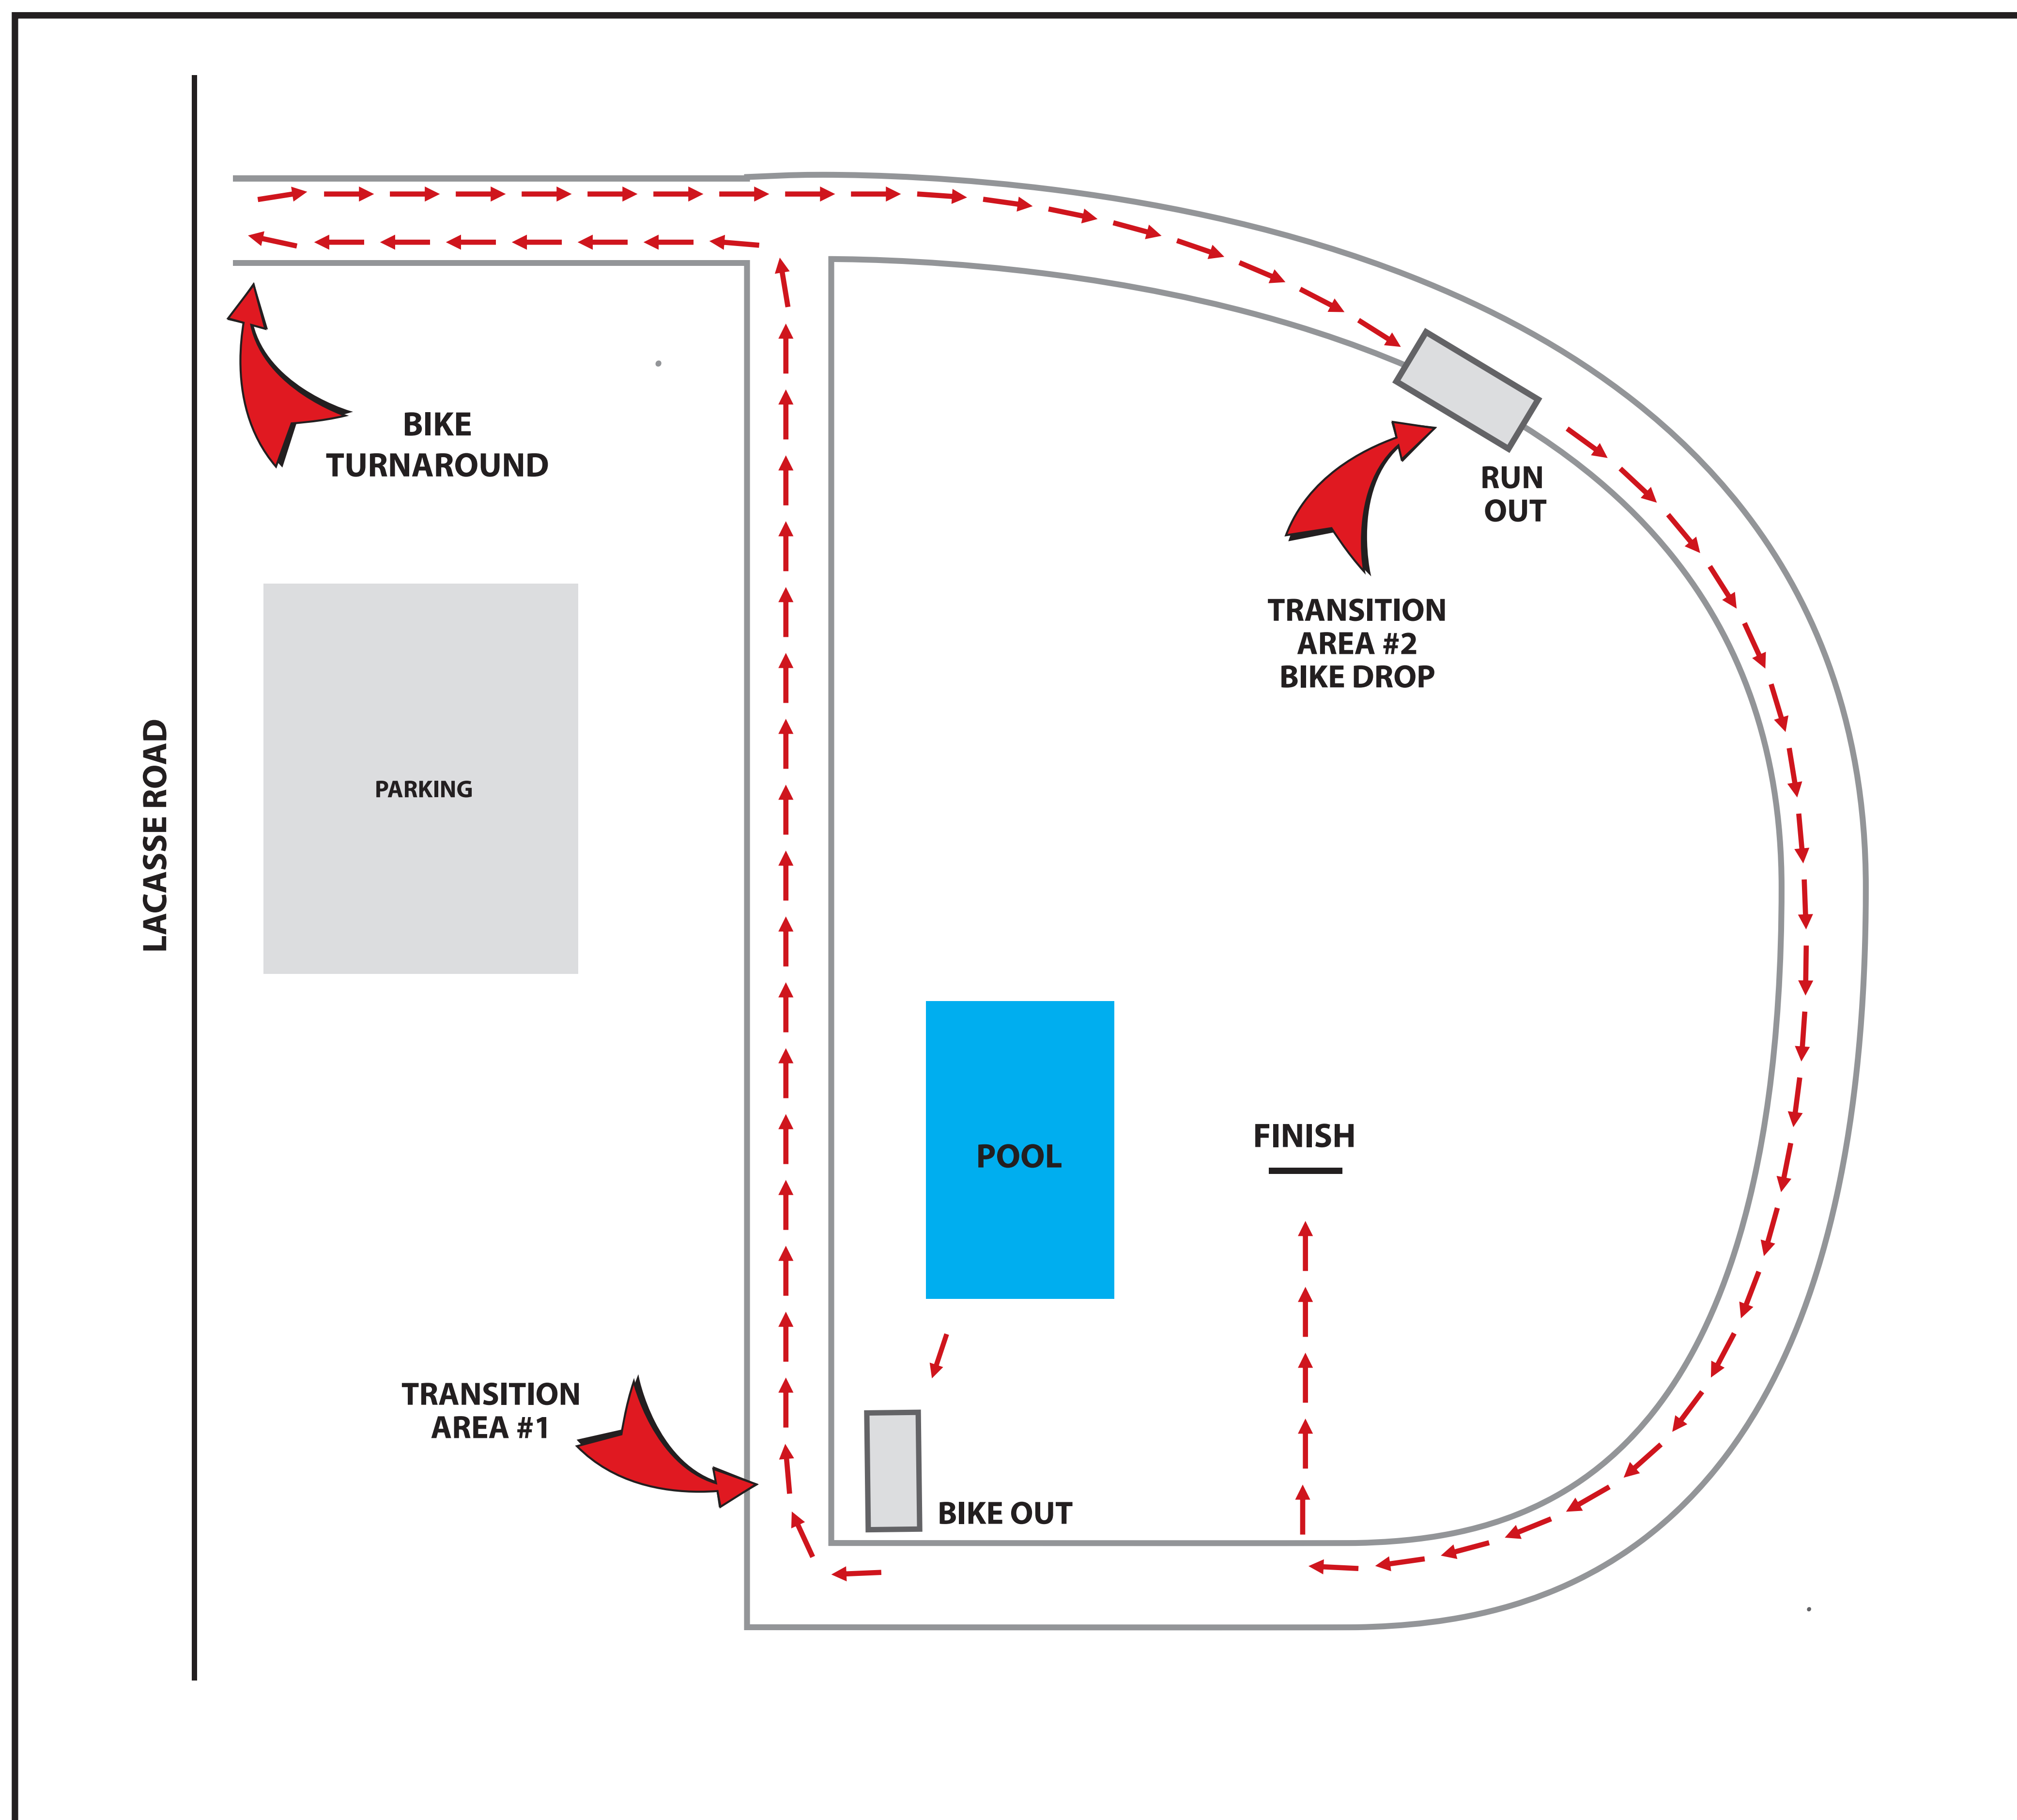 BIKE
TURNAROUND
RUN
OUT
TRANSITION
AREA #2
BIKE DROP
LACASSE ROAD
PARKING
FINISH
POOL
TRANSITION
AREA #1
BIKE OUT